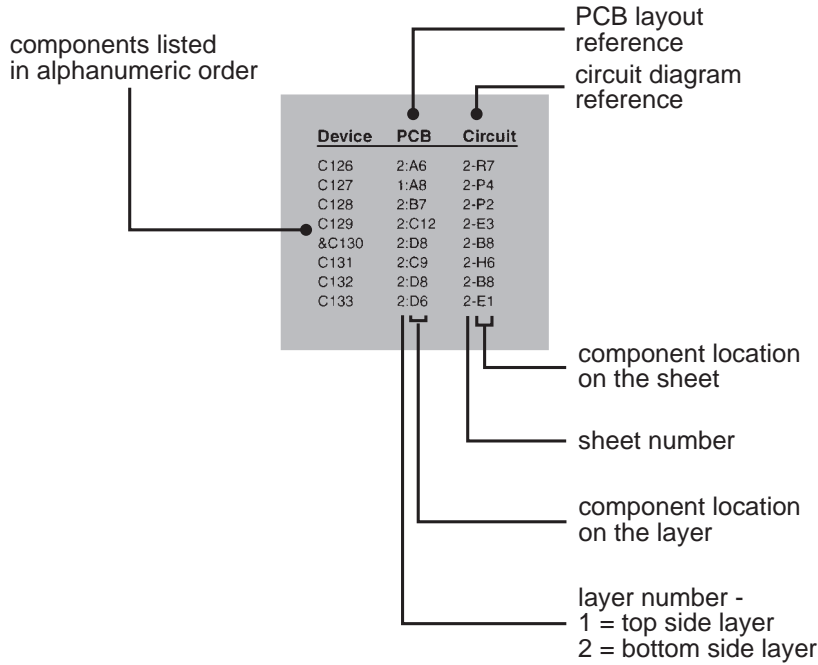 components listed
in alphanumeric order
PCB layout
reference
circuit diagram
reference
Device PCB Circuit
C126 2:A6 2-R7
C127 1:A8 2-P4
C128 2:B7 2-P2
C129 2:C12 2-E3
&C130 2:D8 2-B8
C131 2:C9 2-H6
C132 2:D8 2-B8
C133 2:D6 2-E1
component location
on the sheet
sheet number
component location
on the layer
layer number -
1 = top side layer
2 = bottom side layer